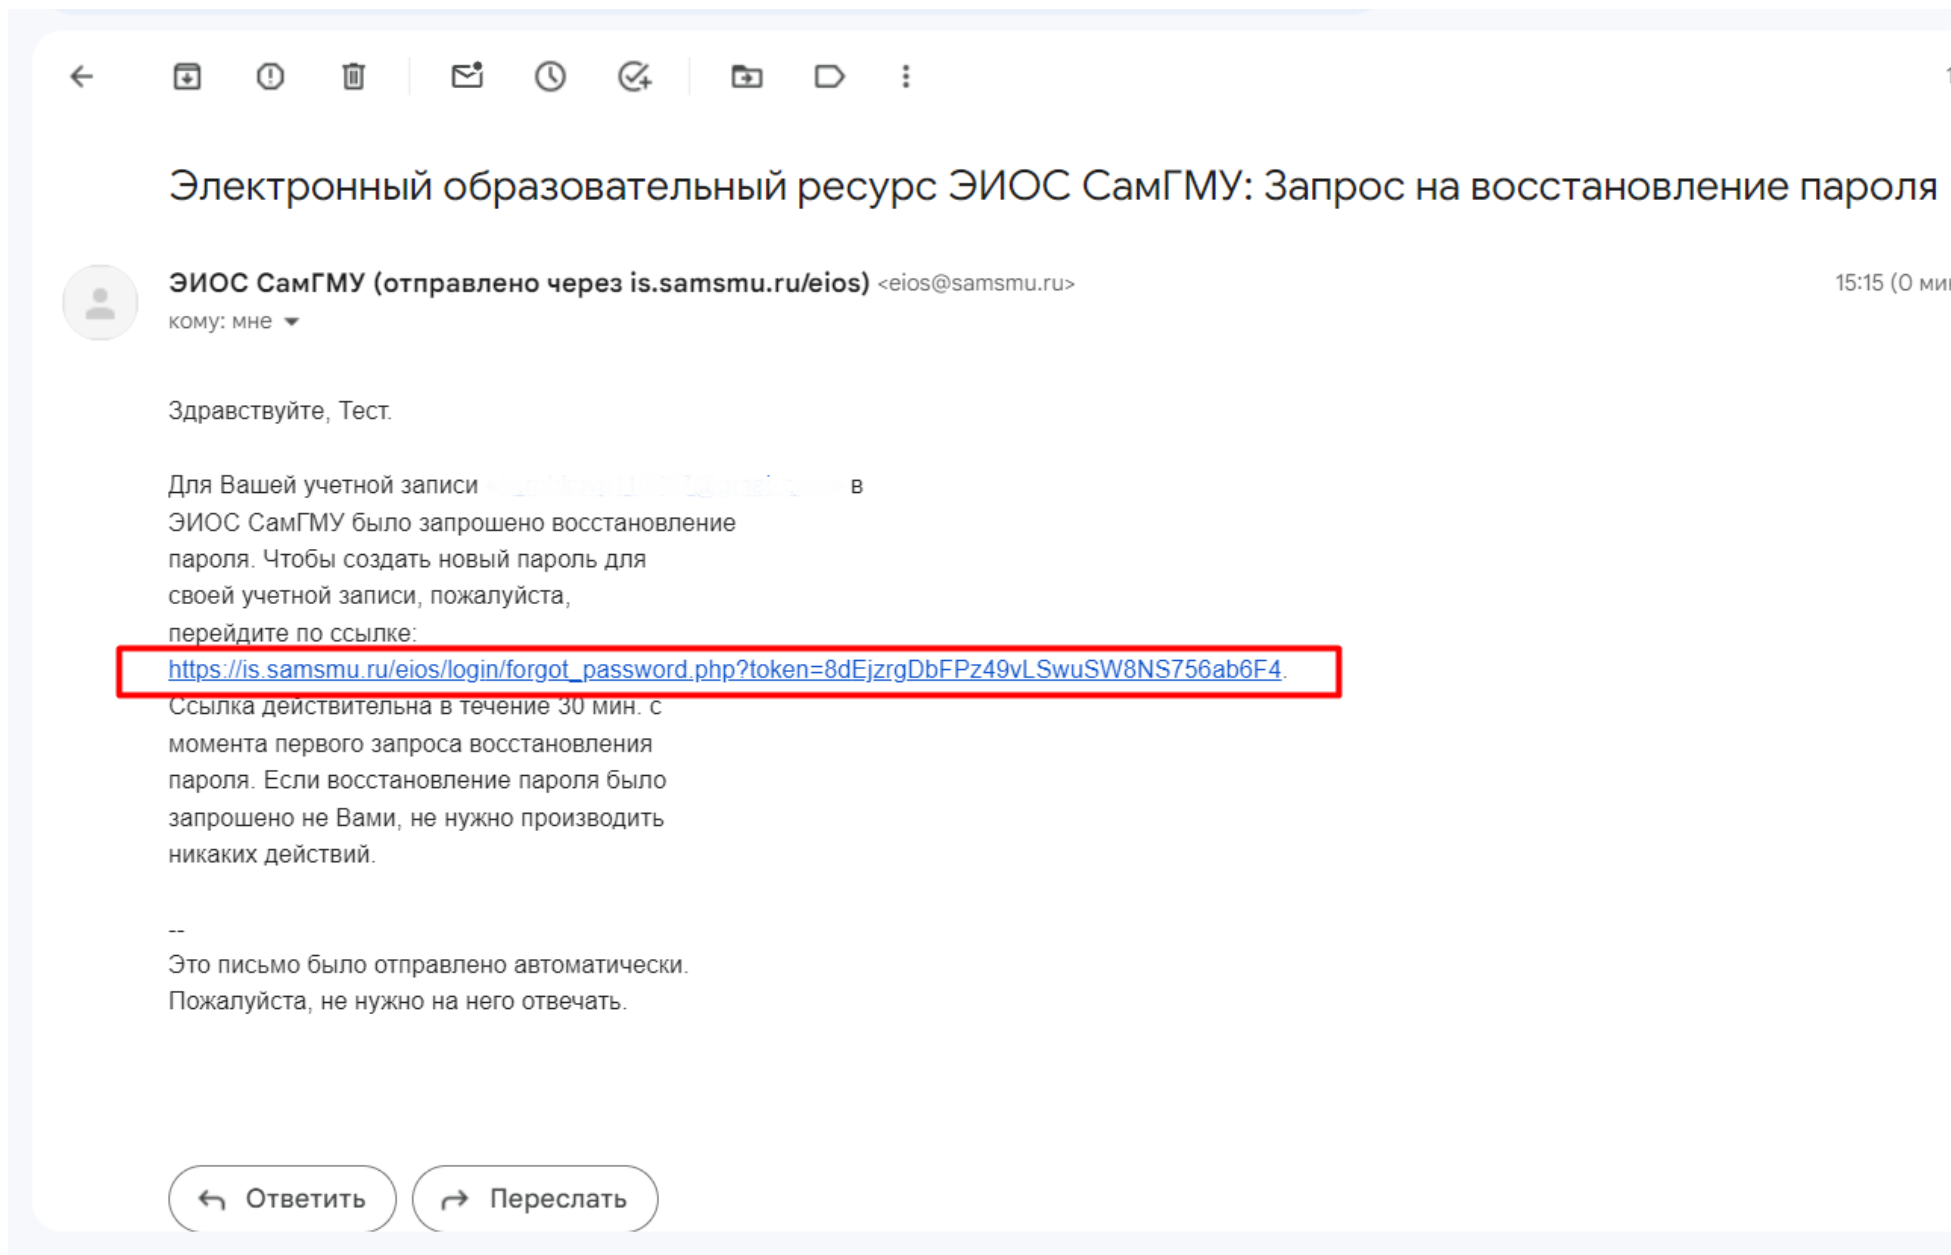 Электронный образовательный ресурс ЭИОС СамГМУ: Запрос на восстановление пароля
ЭИОС СамГМУ (отправлено через is.samsmu.ru/eios) <eios@samsmu.ru>
15:15 (0 мин
кому: мне
Здравствуйте, Тест.
Для Вашей учетной записи в
ЭИОС СамГМУ было запрошено восстановление
пароля. Чтобы создать новый пароль для
своей учетной записи, пожалуйста,
перейдите по ссылке:
https://is.samsmu.ru/eios/login/forgot_password.php?token=8dEjzrgDbFPz49vLSwuSW8NS756ab6F4.
Ссылка действительна в течение 30 мин. с
момента первого запроса восстановления
пароля. Если восстановление пароля было
запрошено не Вами, не нужно производить
никаких действий.
--
Это письмо было отправлено автоматически.
Пожалуйста, не нужно на него отвечать.
Ответить
Переслать